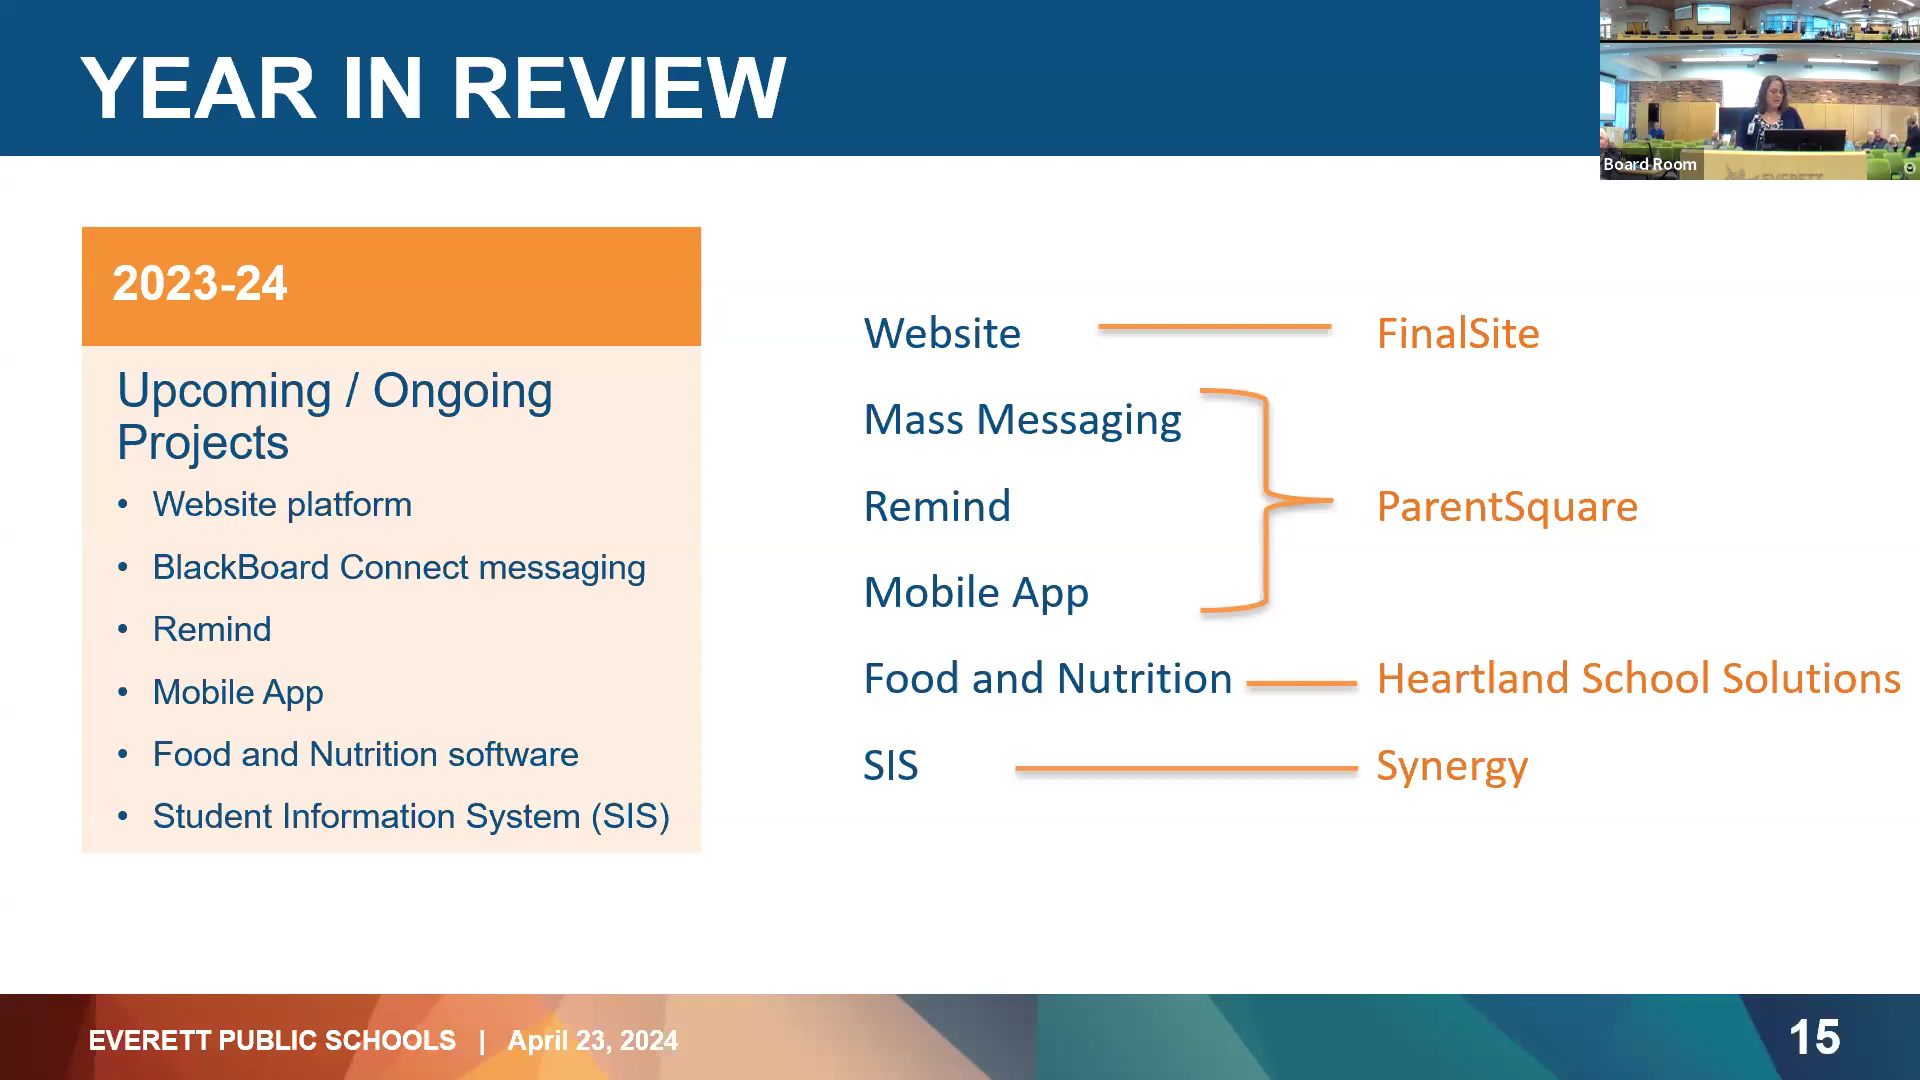 YEAR IN REVIEW
Board Room
EVERETT
2023-24
Upcoming / Ongoing
Projects
• Website platform
• BlackBoard Connect messaging
• Remind
• Mobile App
• Food and Nutrition software
• Student Information System (SIS)
Website FinalSite
Mass Messaging
Remind ParentSquare
Mobile App
Food and Nutrition Heartland School Solutions
SIS Synergy
EVERETT PUBLIC SCHOOLS | April 23, 2024
15